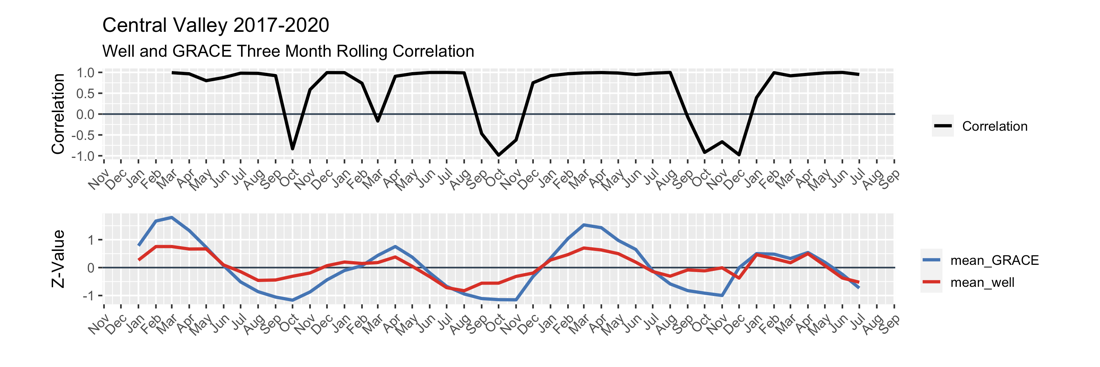 Central Valley 2017-2020
Well and GRACE Three Month Rolling Correlation
Correlation
1.0
0.5
0.0
-0.5
-1.0
Nov Dec Jan Feb Mar Apr May Jun Jul Aug Sep Oct Nov Dec Jan Feb Mar Apr May Jun Jul Aug Sep Oct Nov Dec Jan Feb Mar Apr May Jun Jul Aug Sep Oct Nov Dec Jan Feb Mar Apr May Jun Jul Aug Sep
Correlation
Z-Value
1
0
-1
Nov Dec Jan Feb Mar Apr May Jun Jul Aug Sep Oct Nov Dec Jan Feb Mar Apr May Jun Jul Aug Sep Oct Nov Dec Jan Feb Mar Apr May Jun Jul Aug Sep Oct Nov Dec Jan Feb Mar Apr May Jun Jul Aug Sep
mean_GRACE
mean_well